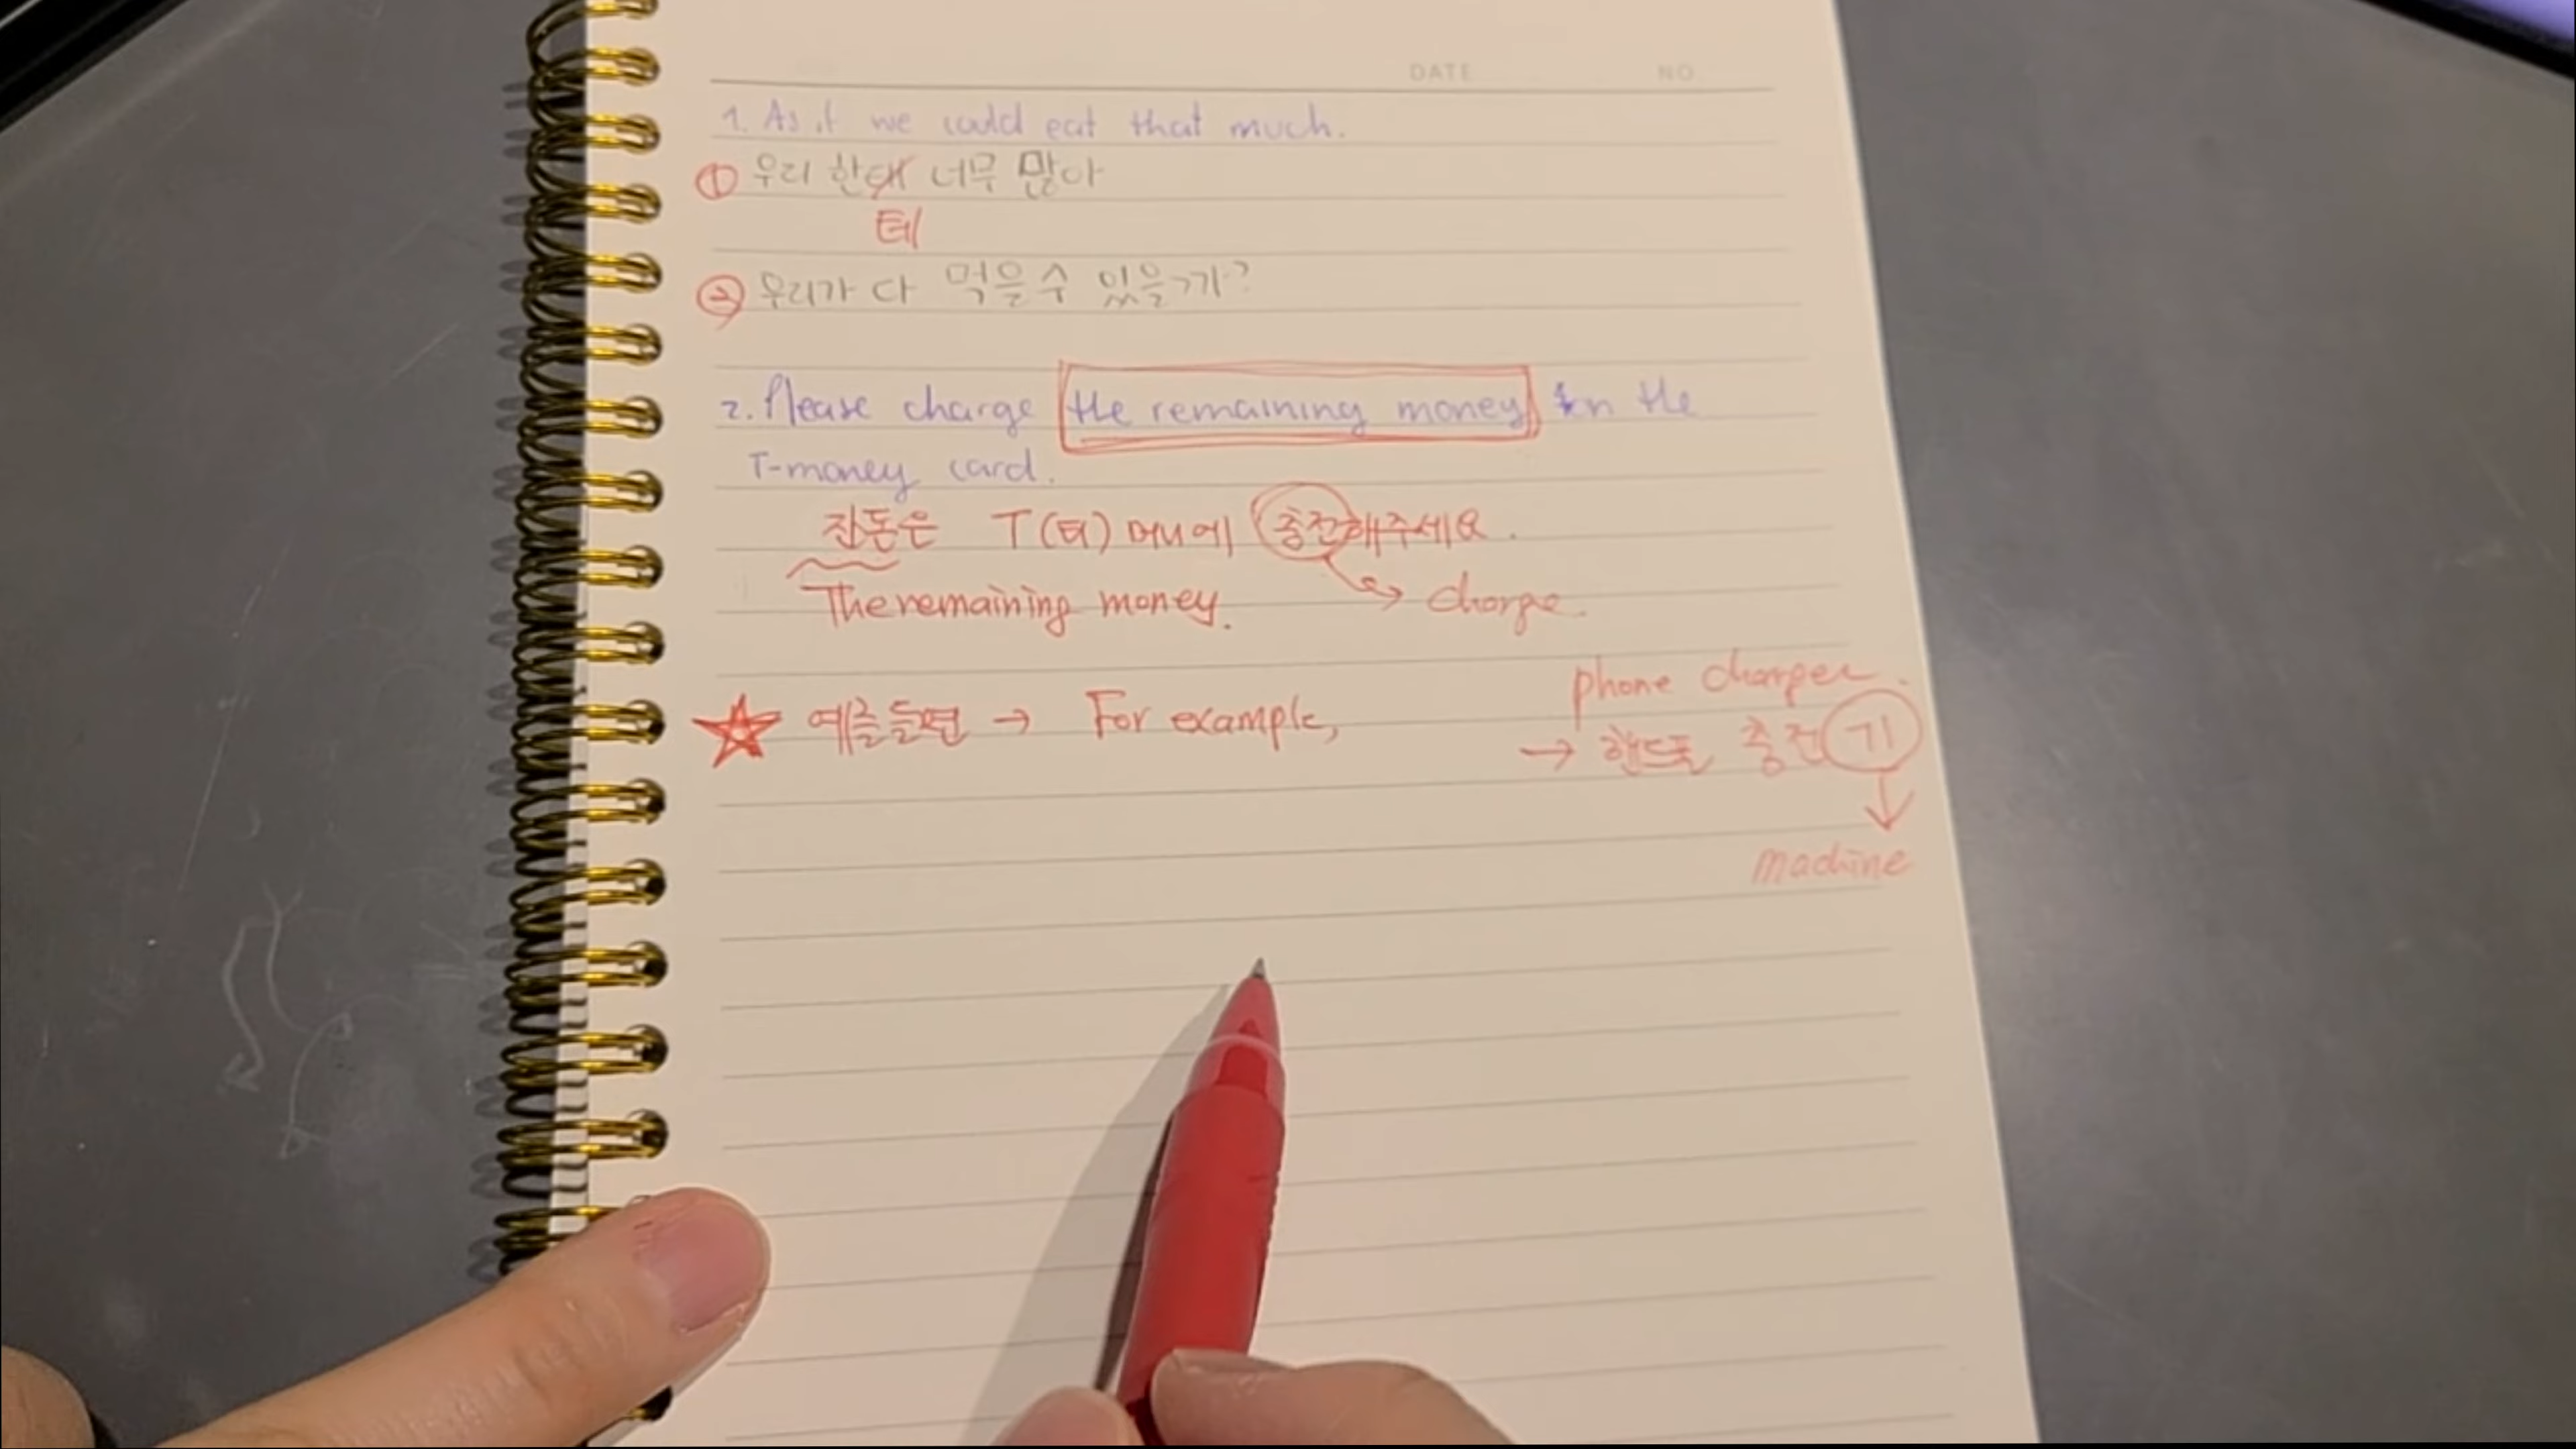 DATE NO
1. As if we could eat that much.
① 우리 한태 너무 많아
테
② 우리가 다 먹을 수 있을까?
2. Please charge the remaining money in the
T-money card.
잔돈은 T(티) 머니에 충전해주세요.
The remaining money. → charge.
phone charger.
☆ 예를들면 → For example,
→ 핸드폰 충전기
machine